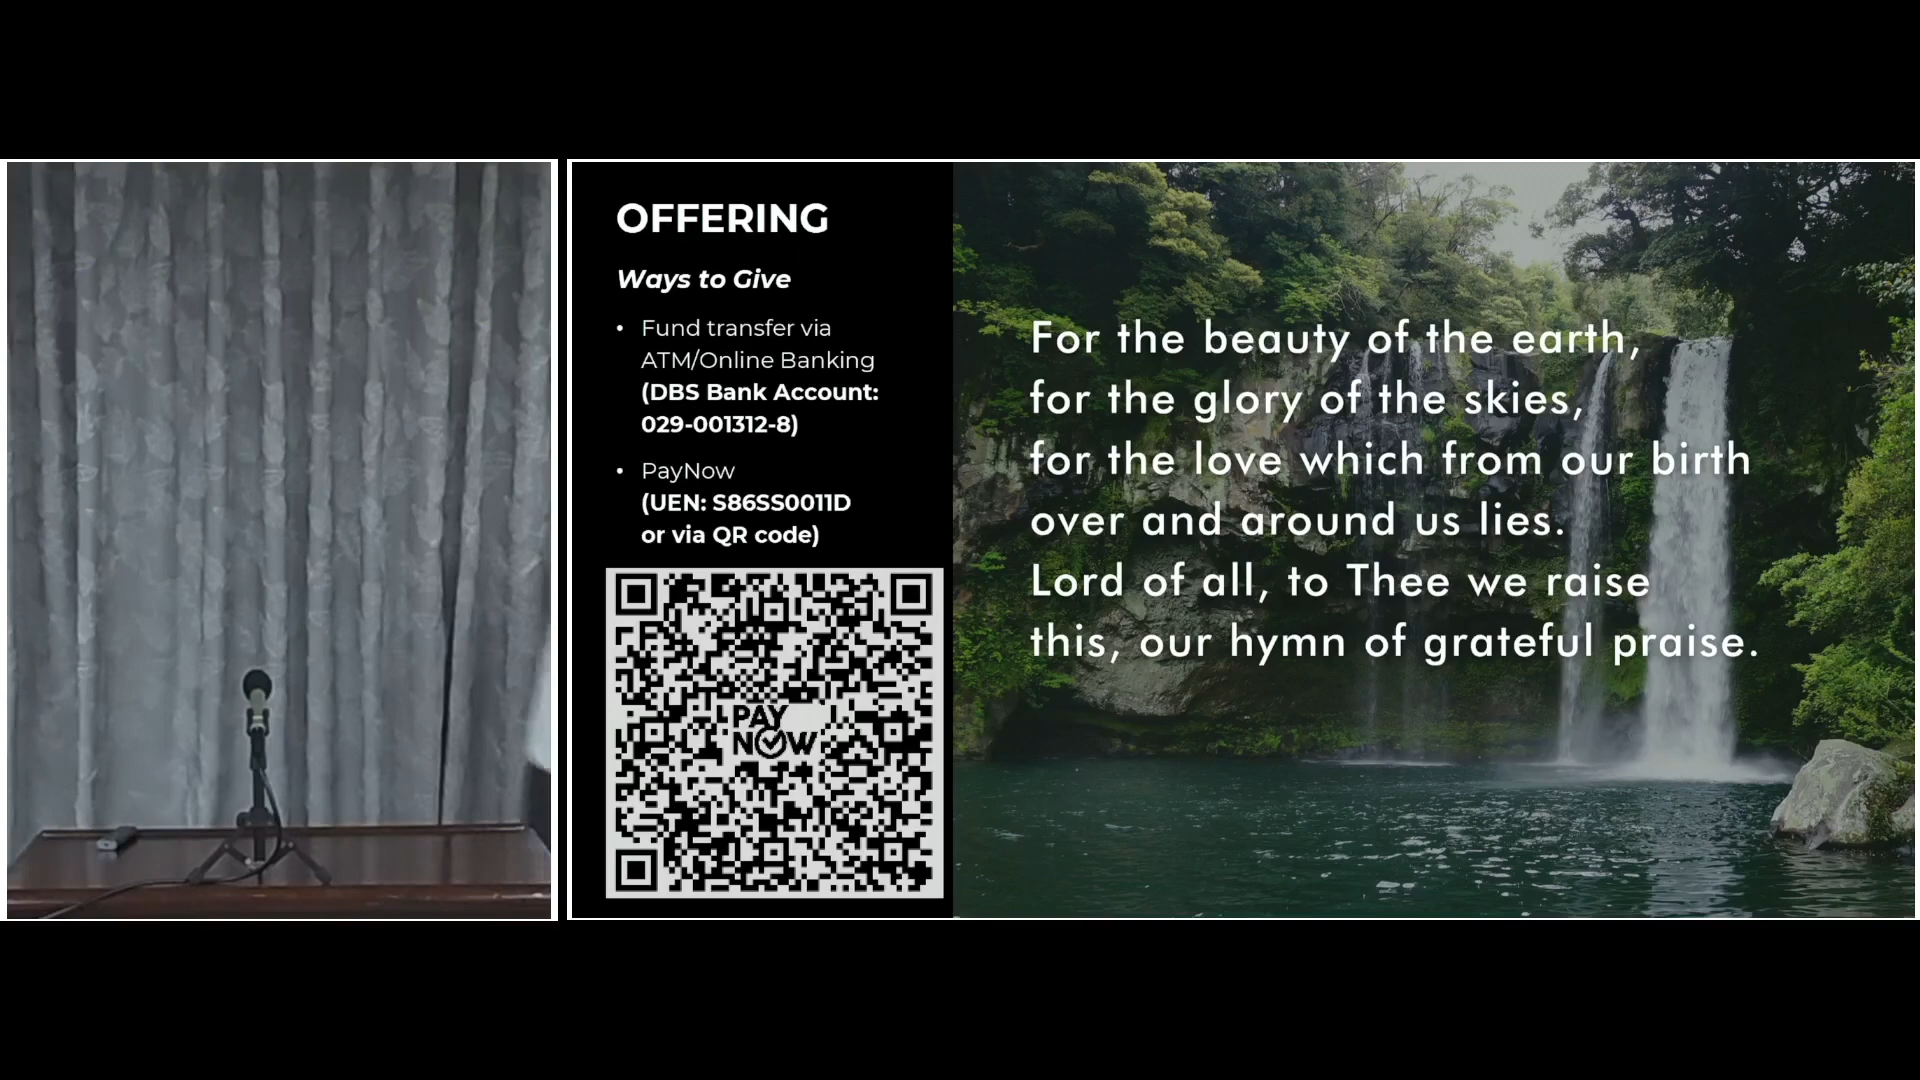 OFFERING
Ways to Give
• Fund transfer via
ATM/Online Banking
(DBS Bank Account:
029-001312-8)
• PayNow
(UEN: S86SS0011D
or via QR code)
PAY
NOW
For the beauty of the earth,
for the glory of the skies,
for the love which from our birth
over and around us lies.
Lord of all, to Thee we raise
this, our hymn of grateful praise.